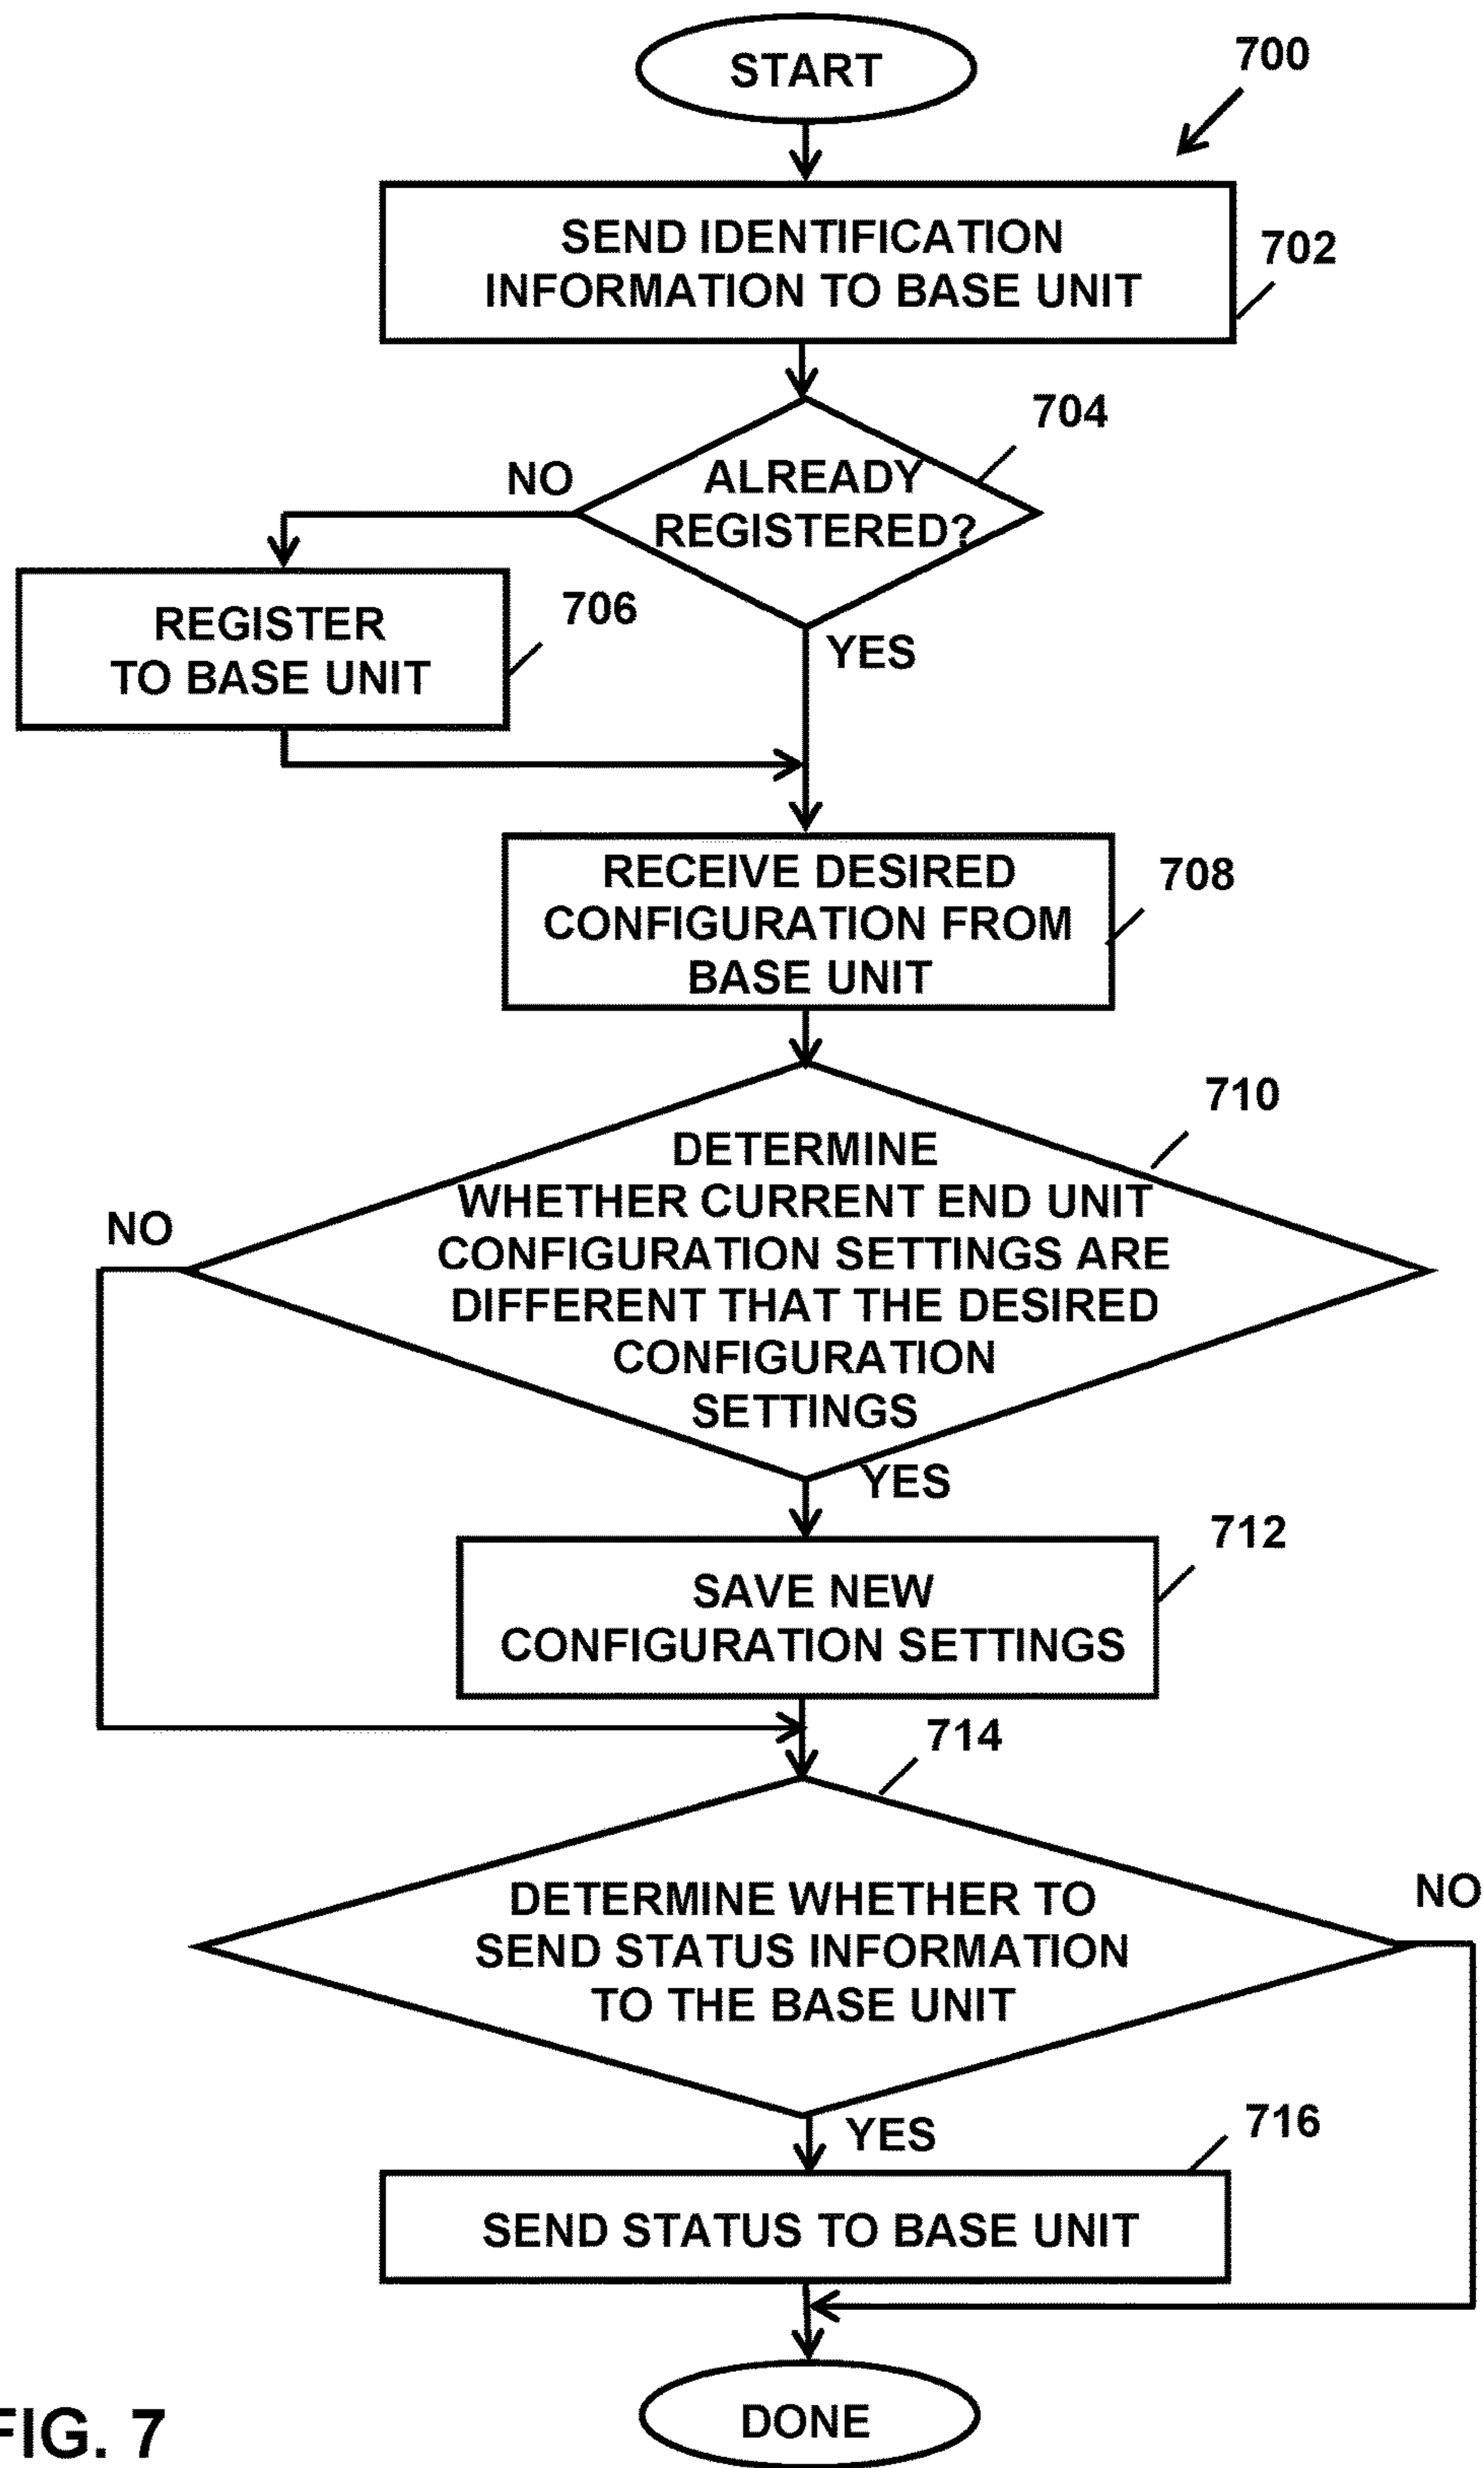 START
700
SEND IDENTIFICATION
INFORMATION TO BASE UNIT
702
704
NO
ALREADY
REGISTERED?
YES
706
REGISTER
TO BASE UNIT
RECEIVE DESIRED
CONFIGURATION FROM
BASE UNIT
708
710
DETERMINE
WHETHER CURRENT END UNIT
CONFIGURATION SETTINGS ARE
DIFFERENT THAT THE DESIRED
CONFIGURATION
SETTINGS
NO
YES
712
SAVE NEW
CONFIGURATION SETTINGS
714
DETERMINE WHETHER TO
SEND STATUS INFORMATION
TO THE BASE UNIT
NO
YES
716
SEND STATUS TO BASE UNIT
DONE
FIG. 7